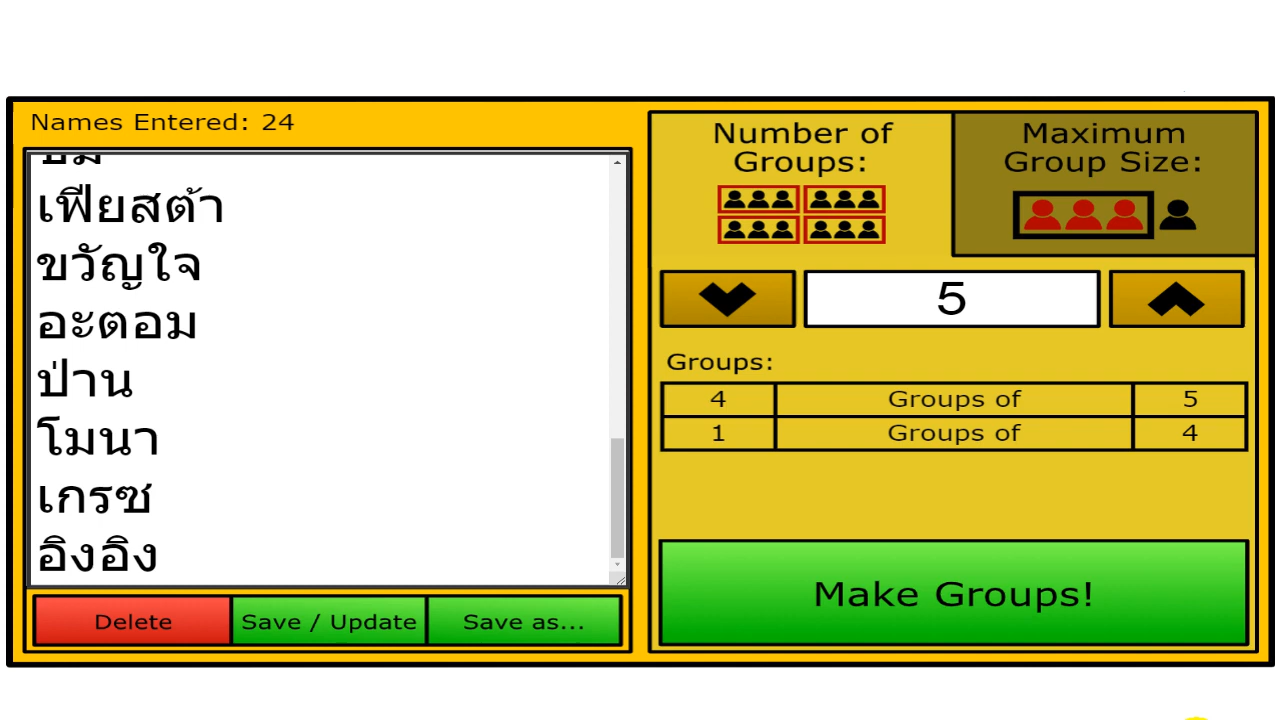 Names Entered: 24
เฟียสต้า
ขวัญใจ
อะตอม
ป่าน
โมนา
เกรซ
อิงอิง
Delete
Save / Update
Save as...
Number of
Groups:
Maximum
Group Size:
5
Groups:
4 Groups of 5
1 Groups of 4
Make Groups!